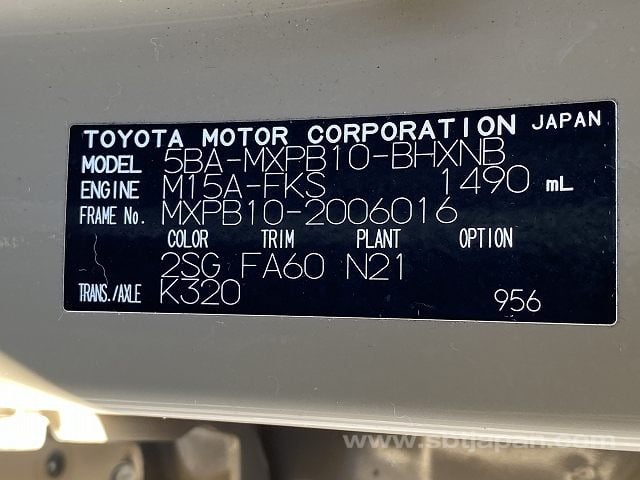 TOYOTA MOTOR CORPORATION JAPAN
MODEL 5BA-MXPB10-BHXNB
ENGINE M15A-FKS 1490 mL
FRAME No. MXPB10-2006016
COLOR TRIM PLANT OPTION
2SG FA60 N21
TRANS./AXLE K320 956
www.sbtjapan.com